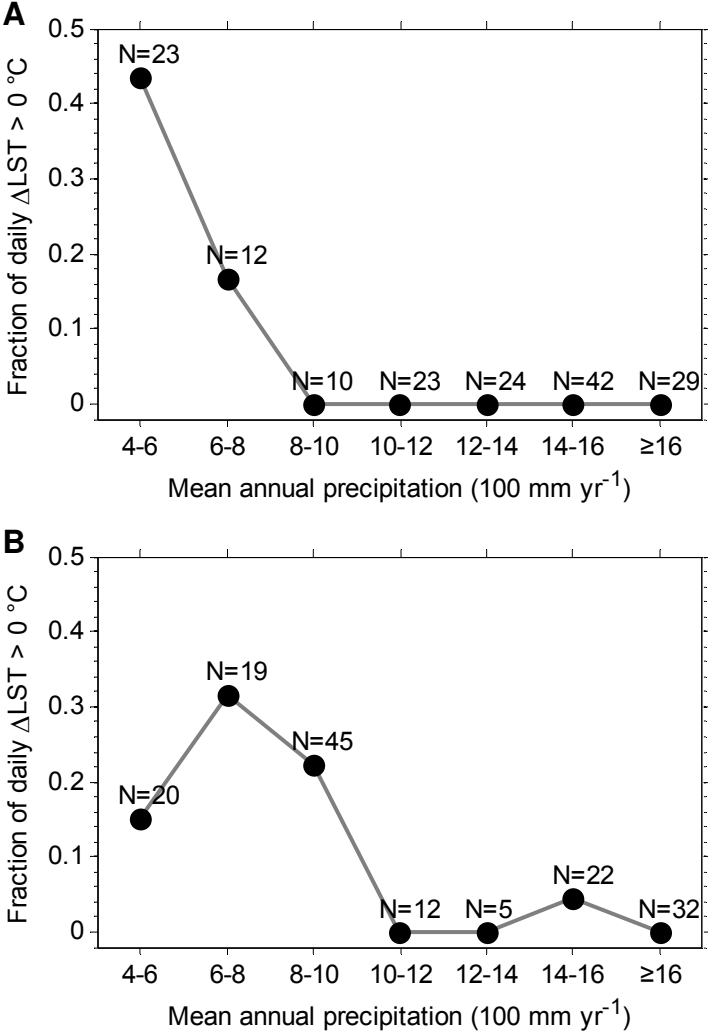 A
Fraction of daily ΔLST > 0 °C
0.5
0.4
0.3
0.2
0.1
0
N=23
N=12
N=10
N=23
N=24
N=42
N=29
4-6
6-8
8-10
10-12
12-14
14-16
≥16
Mean annual precipitation (100 mm yr⁻¹)
B
Fraction of daily ΔLST > 0 °C
0.5
0.4
0.3
0.2
0.1
0
N=20
N=19
N=45
N=12
N=5
N=22
N=32
4-6
6-8
8-10
10-12
12-14
14-16
≥16
Mean annual precipitation (100 mm yr⁻¹)